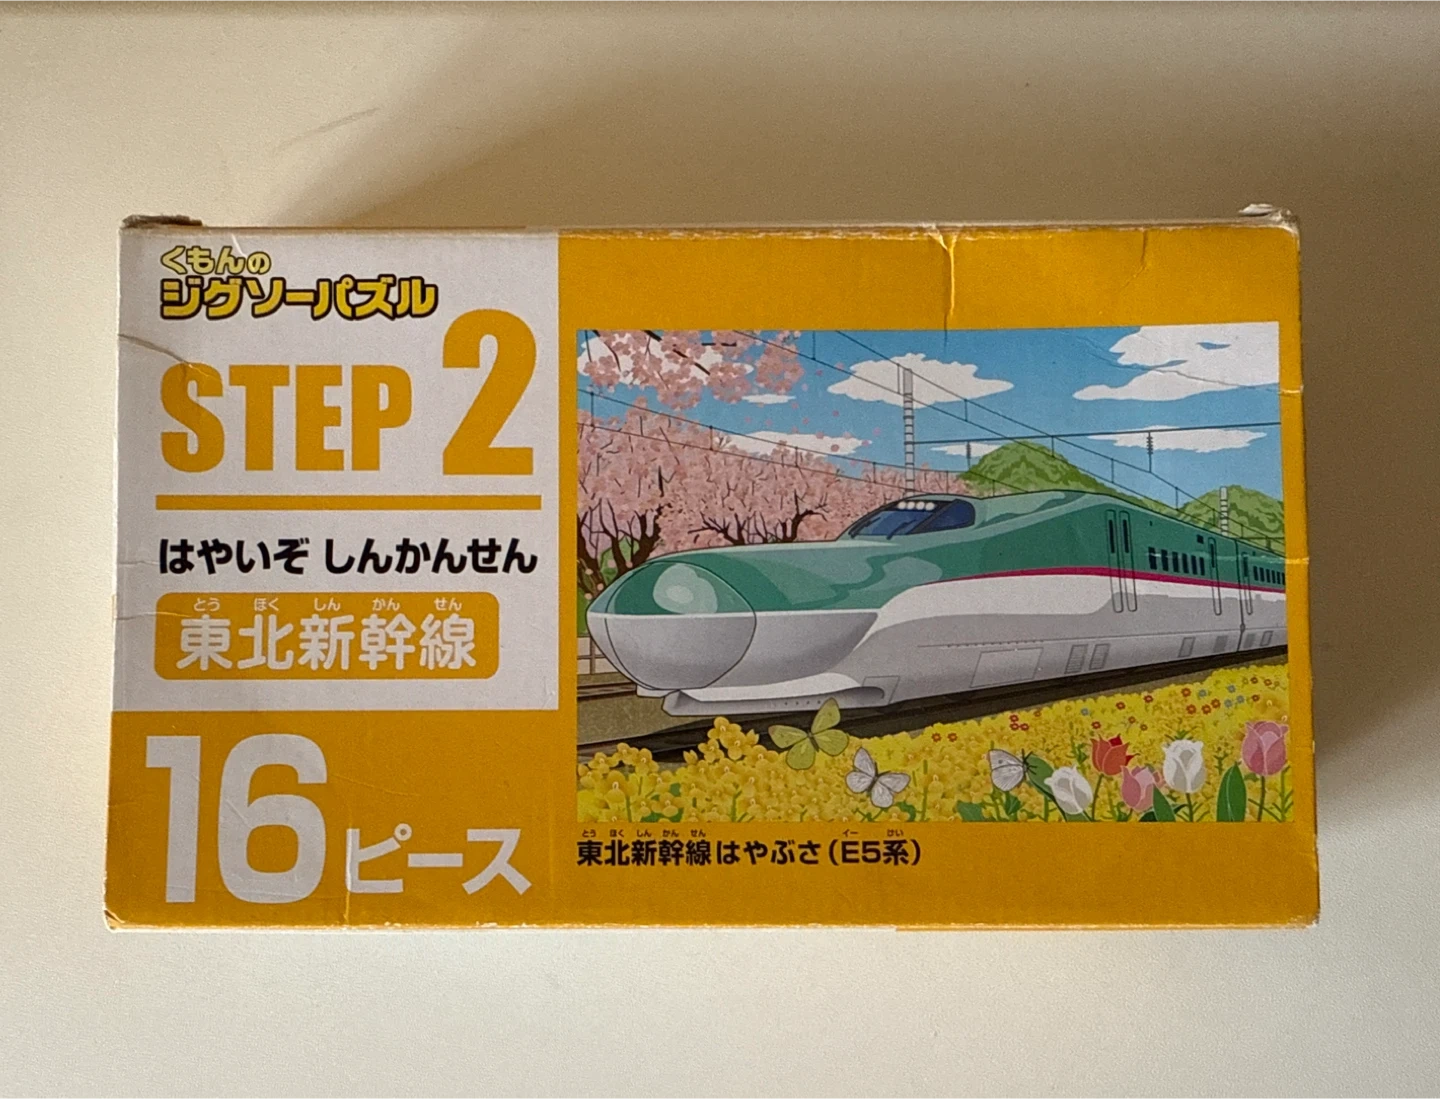 くもんの
ジグソーパズル
STEP 2
はやいぞ しんかんせん
とう ほく しん かん せん
東北新幹線
16ピース
とう ほく しん かん せん イー けい
東北新幹線はやぶさ(E5系)